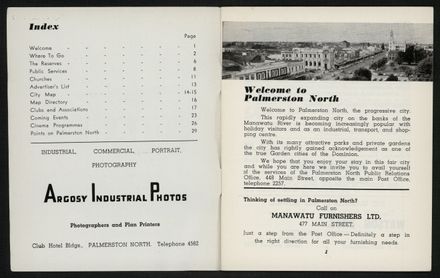 Index
Page
Welcome - - - - - 1
Where To Go - - - - - 2
The Reserves - - - - - 6
Public Services - - - - - 8
Churches - - - - - 11
Advertiser's List - - - - - 13
City Map - - - - - 14-15
Map Directory - - - - - 16
Clubs and Associations - - - - - 17
Coming Events - - - - - 23
Cinema Programmes - - - - - 26
Points on Palmerston North - - - - - 29
INDUSTRIAL, COMMERCIAL, PORTRAIT,
PHOTOGRAPHY
ARGOSY INDUSTRIAL PHOTOS
Photographers and Plan Printers
Club Hotel Bldgs., PALMERSTON NORTH. Telephone 4562
Welcome to
Palmerston North
Welcome to Palmerston North, the progressive city.
This rapidly expanding city on the banks of the
Manawatu River is becoming increasingly popular with
holiday visitors and as an industrial, transport, and shop-
ping centre.
With its many attractive parks and private gardens
the city has rightly gained acknowledgement as one of
the true Garden cities of the Dominion.
We hope that you enjoy your stay in this fair city
and while you are here we invite you to avail yourself
of the services of the Palmerston North Public Relations
Office, 448 Main Street, opposite the main Post Office,
telephone 2257.
Thinking of settling in Palmerston North?
Call on
MANAWATU FURNISHERS LTD.
477 MAIN STREET,
Just a step from the Post Office — Definitely a step in
the right direction for all your furnishing needs.